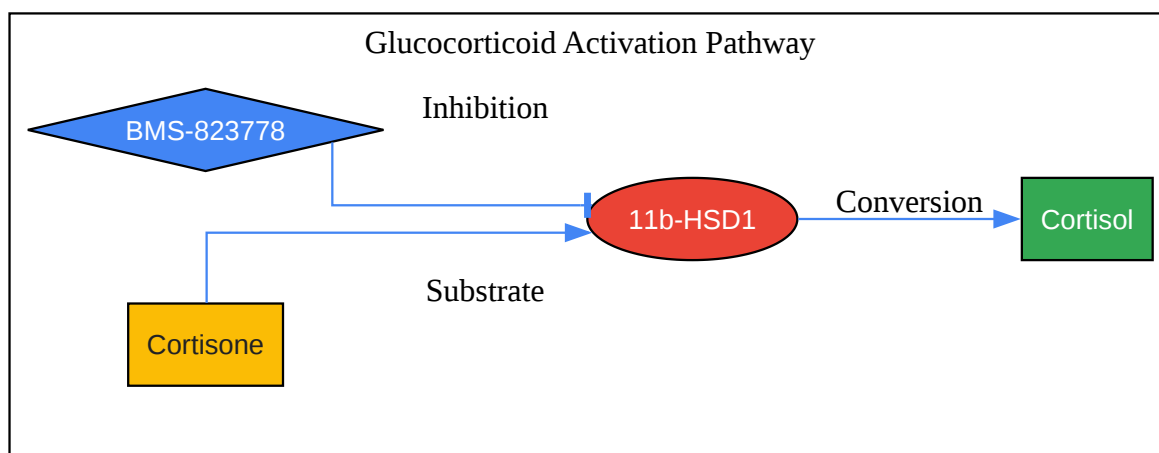 Glucocorticoid Activation Pathway
BMS-823778
Inhibition
11b-HSD1
Conversion
Cortisol
Substrate
Cortisone